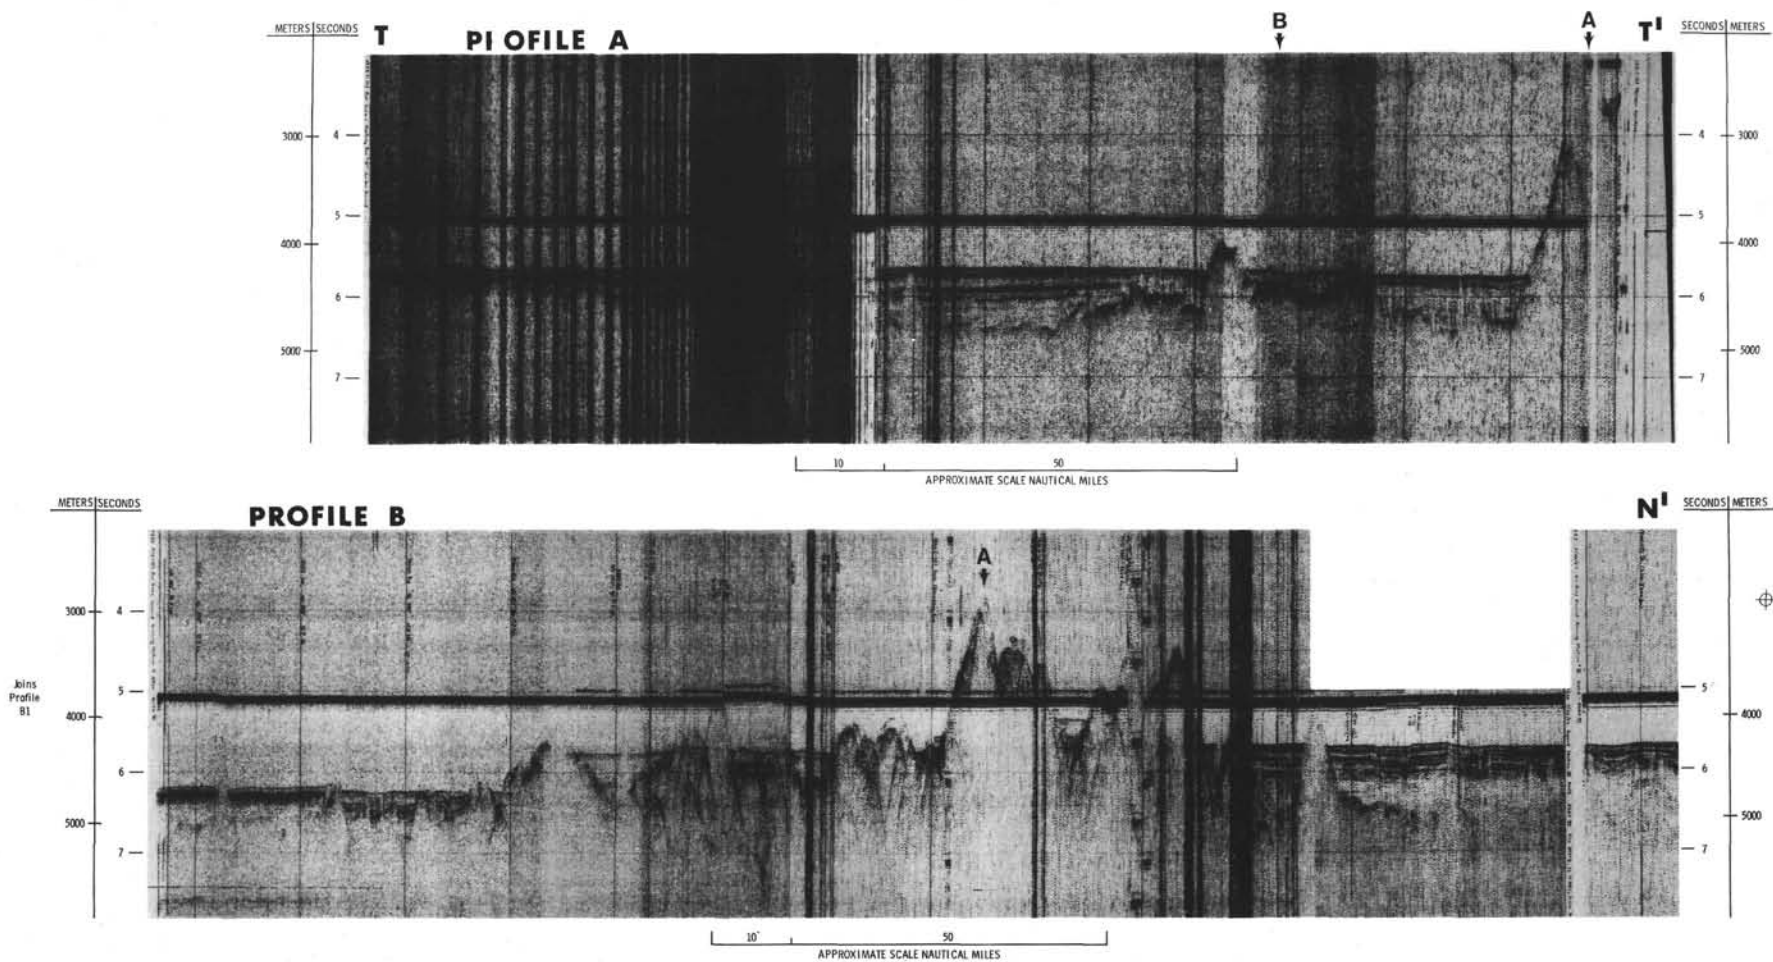 METERS SECONDS T PI OFILE A B A T' SECONDS METERS
3000 4 4 3000
5 5
4000 4000
6 6
5000 5000
7 7
10 50
APPROXIMATE SCALE NAUTICAL MILES
METERS SECONDS PROFILE B N' SECONDS METERS
A
3000 4
Joins
Profile
B1
5 5
4000 4000
6 6
5000 5000
7 7
10 50
APPROXIMATE SCALE NAUTICAL MILES